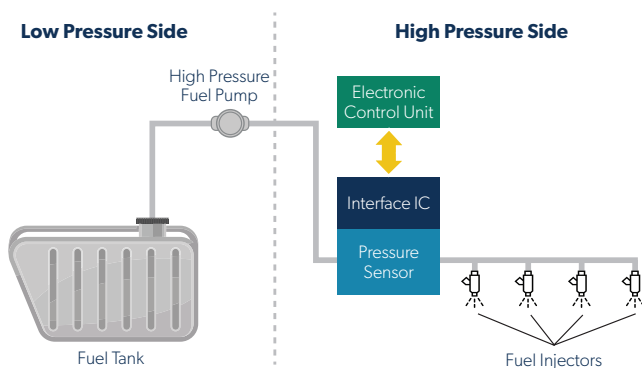 Low Pressure Side
High Pressure Side
High Pressure
Fuel Pump
Electronic
Control Unit
Interface IC
Pressure
Sensor
Fuel Tank
Fuel Injectors